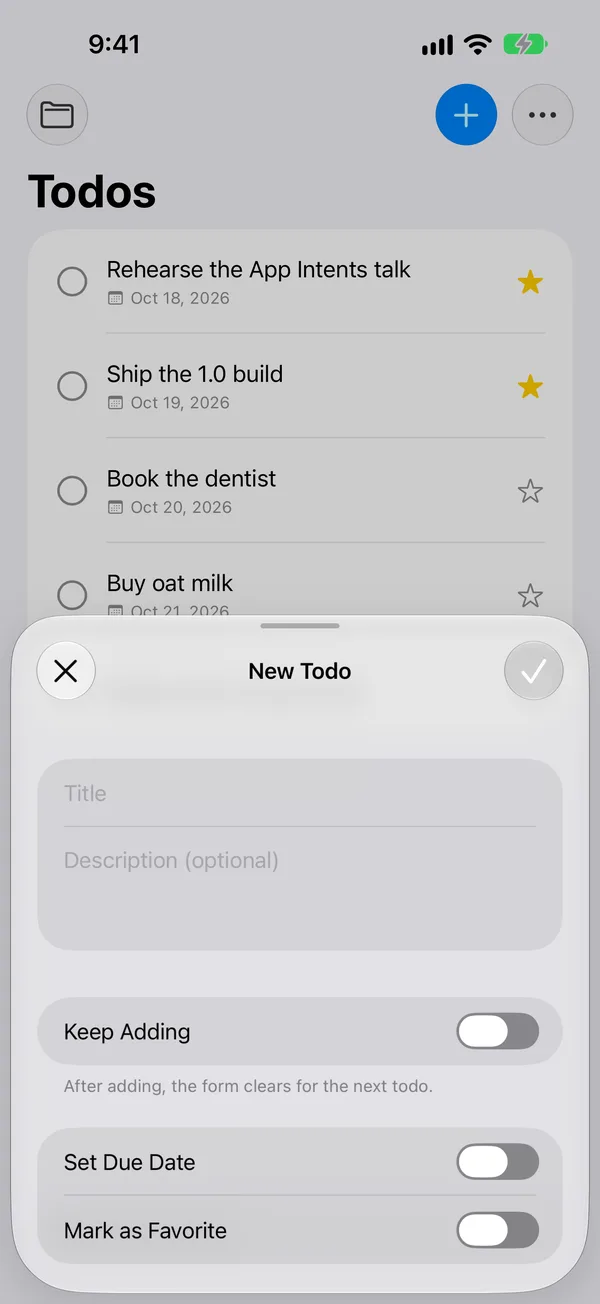 9:41
Todos
Rehearse the App Intents talk
Oct 18, 2026
Ship the 1.0 build
Oct 19, 2026
Book the dentist
Oct 20, 2026
Buy oat milk
Oct 21, 2026
New Todo
Title
Description (optional)
Keep Adding
After adding, the form clears for the next todo.
Set Due Date
Mark as Favorite